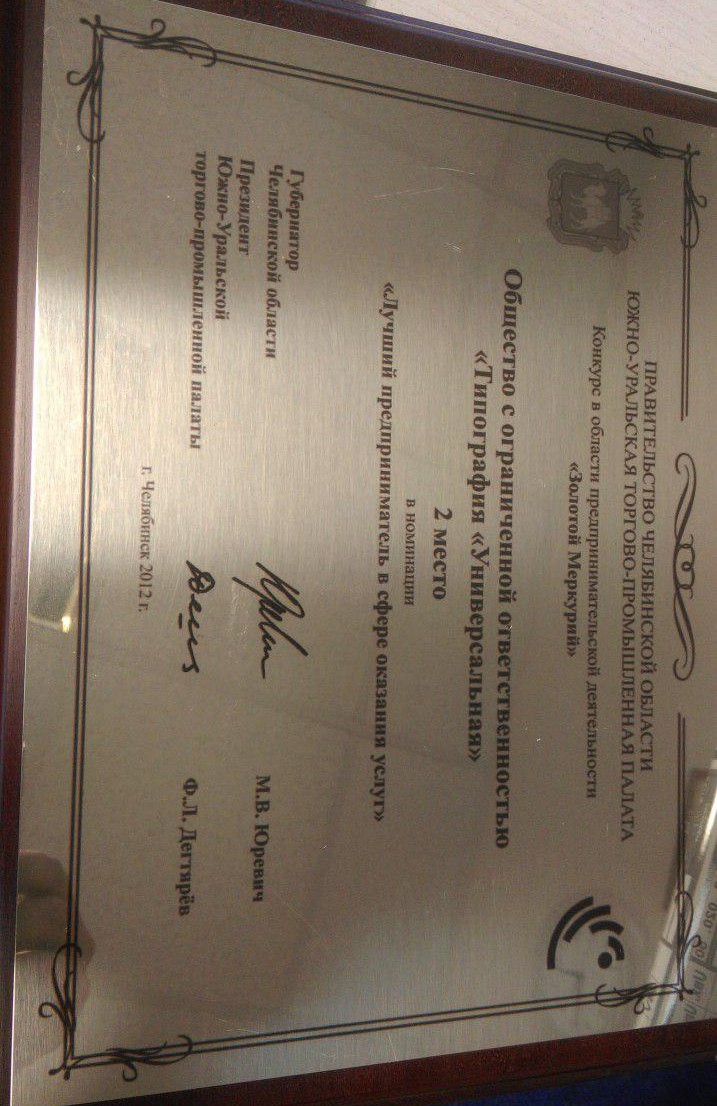 ПРАВИТЕЛЬСТВО ЧЕЛЯБИНСКОЙ ОБЛАСТИ
ЮЖНО-УРАЛЬСКАЯ ТОРГОВО-ПРОМЫШЛЕННАЯ ПАЛАТА
Конкурс в области предпринимательской деятельности
«Золотой Меркурий»
Общество с ограниченной ответственностью
«Типография «Универсальная»
2 место
в номинации
«Лучший предприниматель в сфере оказания услуг»
Губернатор
Челябинской области
М.В. Юревич
Президент
Южно-Уральской
торгово-промышленной палаты
Ф.Л. Дегтярёв
г. Челябинск 2012 г.